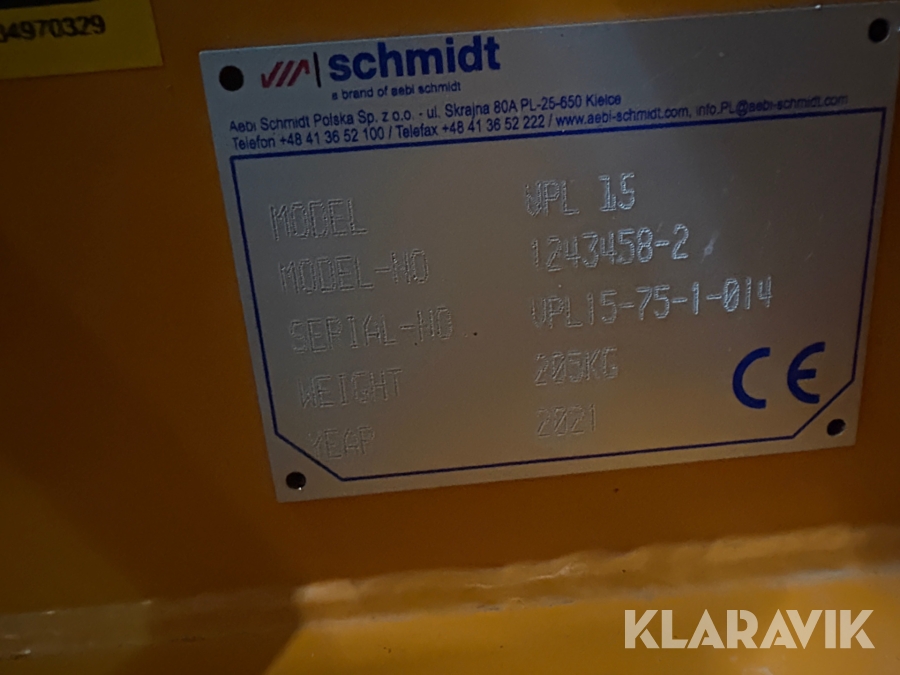 04970329
schmidt
a brand of aebi schmidt
Aebi Schmidt Polska Sp. z o.o. - ul. Skrajna 80A PL-25-650 Kielce
Telefon +48 41 36 52 100 / Telefax +48 41 36 52 222 / www.aebi-schmidt.com, info.PL@aebi-schmidt.com
MODEL VPL 15
MODEL-NO 1243458-2
SERIAL-NO VPL15-75-1-014
WEIGHT 205KG
YEAR 2021
CE
KLARAVIK